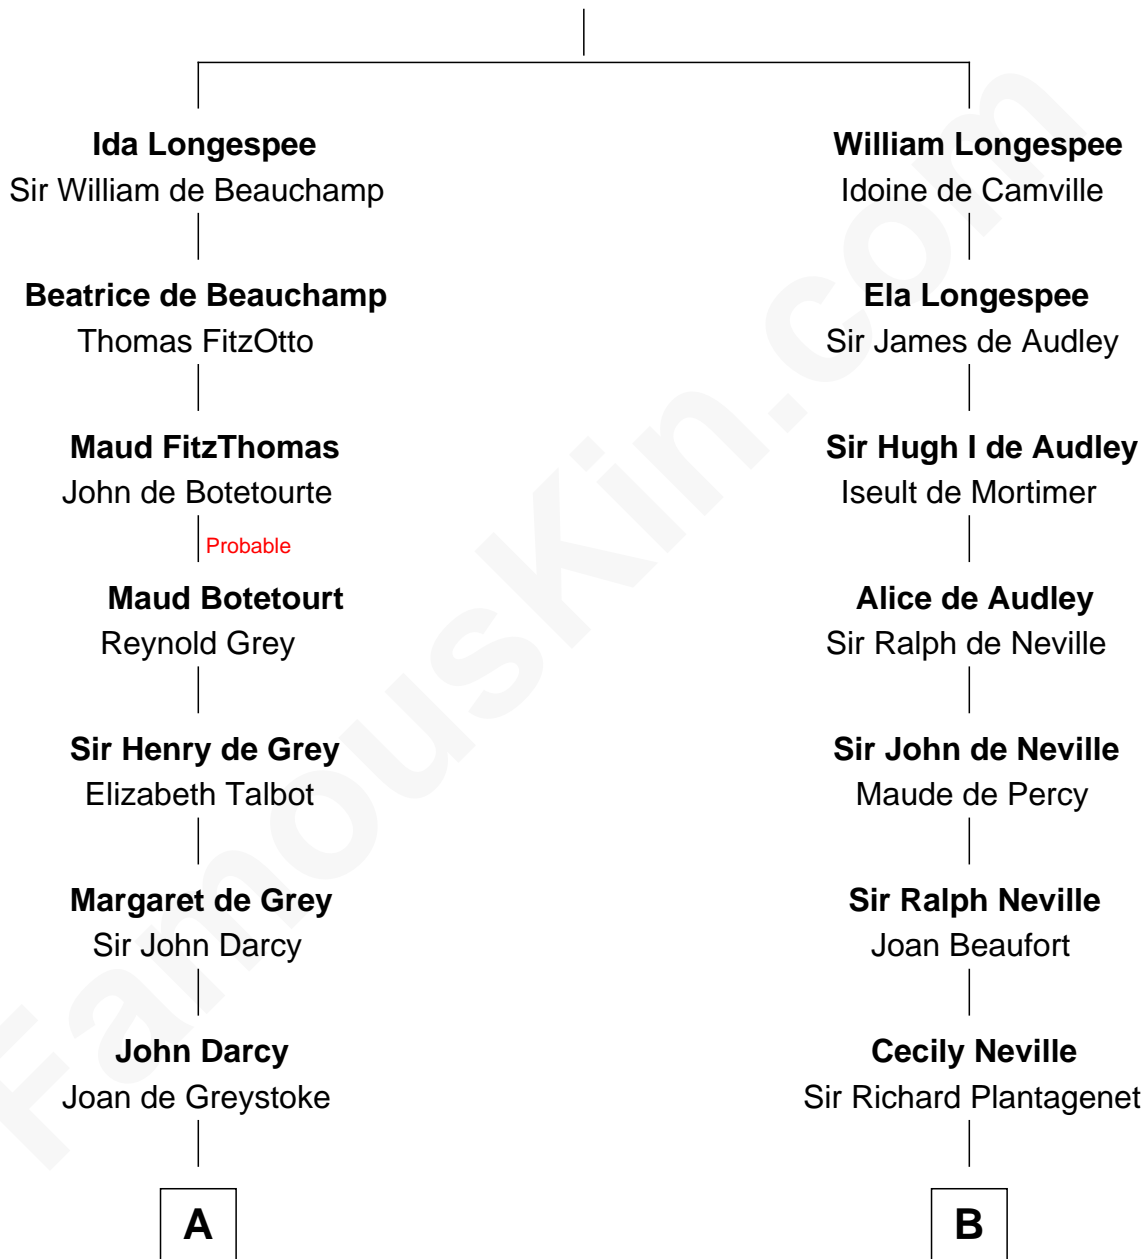 Ida Longespee
Sir William de Beauchamp
Beatrice de Beauchamp
Thomas FitzOtto
Maud FitzThomas
John de Botetourte
Probable
Maud Botetourt
Reynold Grey
Sir Henry de Grey
Elizabeth Talbot
Margaret de Grey
Sir John Darcy
John Darcy
Joan de Greystoke
A
William Longespee
Idoine de Camville
Ela Longespee
Sir James de Audley
Sir Hugh I de Audley
Iseult de Mortimer
Alice de Audley
Sir Ralph de Neville
Sir John de Neville
Maude de Percy
Sir Ralph Neville
Joan Beaufort
Cecily Neville
Sir Richard Plantagenet
B
FamousKin.com